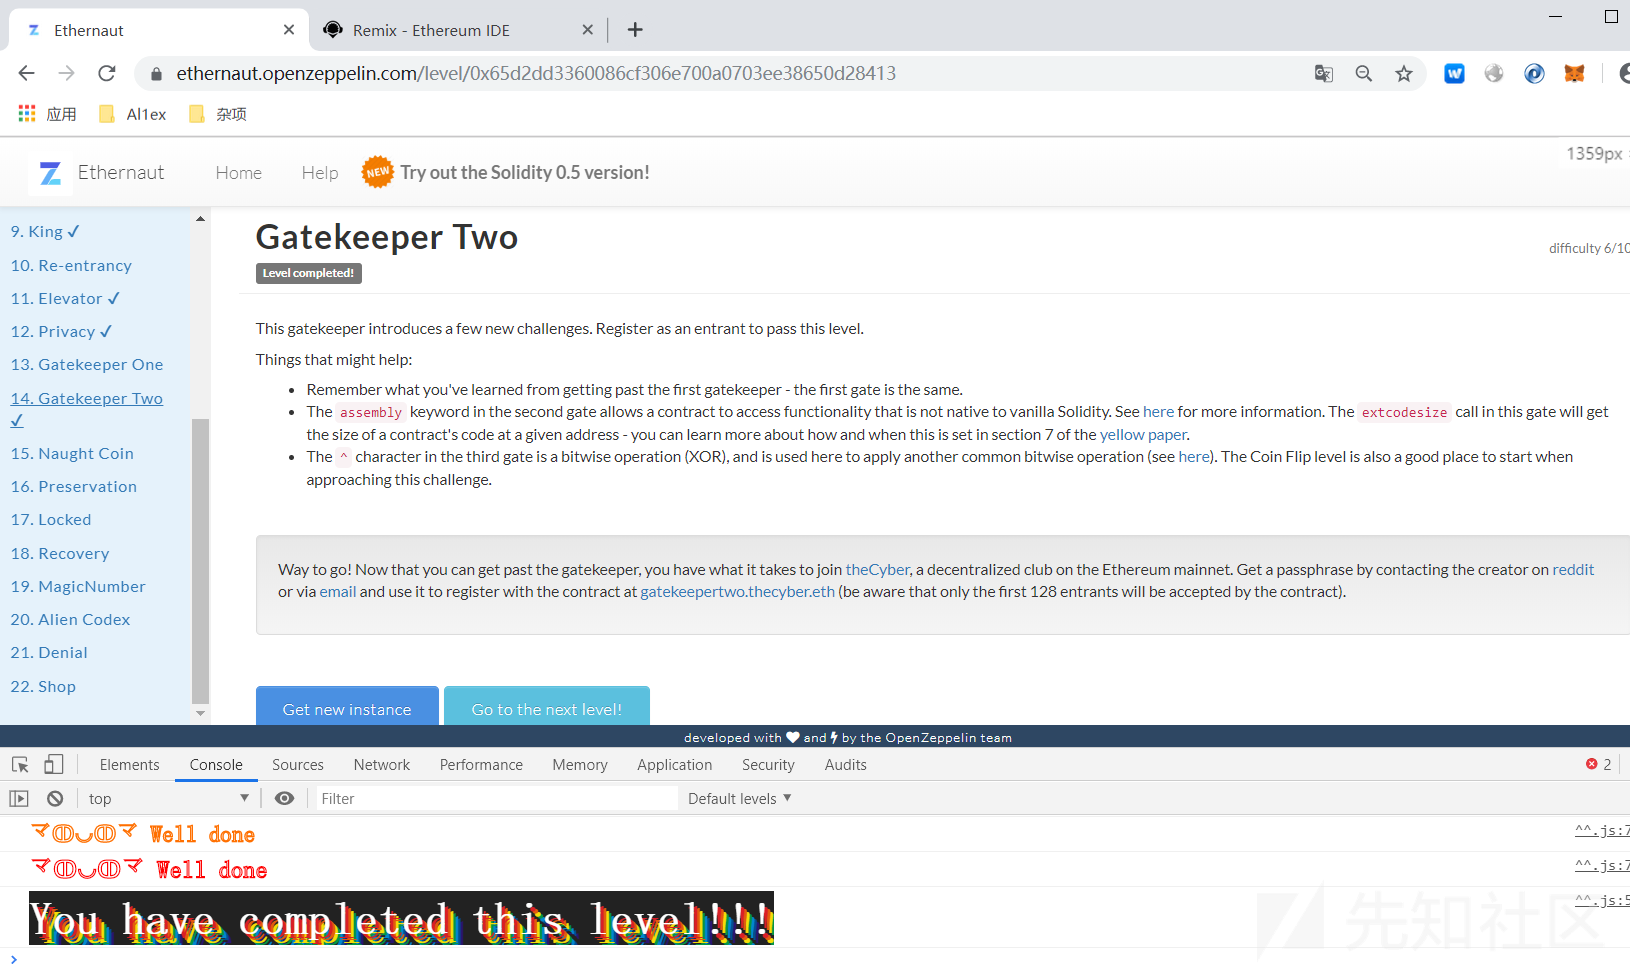 Ethernaut
Remix - Ethereum IDE
ethernaut.openzeppelin.com/level/0x65d2dd3360086cf306e700a0703ee38650d28413
应用 Al1ex 杂项
Ethernaut Home Help NEW Try out the Solidity 0.5 version!
1359px
9. King ✓
10. Re-entrancy
11. Elevator ✓
12. Privacy ✓
13. Gatekeeper One
14. Gatekeeper Two
✓
15. Naught Coin
16. Preservation
17. Locked
18. Recovery
19. MagicNumber
20. Alien Codex
21. Denial
22. Shop
Gatekeeper Two
difficulty 6/10
Level completed!
This gatekeeper introduces a few new challenges. Register as an entrant to pass this level.
Things that might help:
• Remember what you've learned from getting past the first gatekeeper - the first gate is the same.
• The assembly keyword in the second gate allows a contract to access functionality that is not native to vanilla Solidity. See here for more information. The extcodesize call in this gate will get
the size of a contract's code at a given address - you can learn more about how and when this is set in section 7 of the yellow paper.
• The ^ character in the third gate is a bitwise operation (XOR), and is used here to apply another common bitwise operation (see here). The Coin Flip level is also a good place to start when
approaching this challenge.
Way to go! Now that you can get past the gatekeeper, you have what it takes to join theCyber, a decentralized club on the Ethereum mainnet. Get a passphrase by contacting the creator on reddit
or via email and use it to register with the contract at gatekeepertwo.thecyber.eth (be aware that only the first 128 entrants will be accepted by the contract).
Get new instance
Go to the next level!
developed with ♥ and by the OpenZeppelin team
Elements Console Sources Network Performance Memory Application Security Audits 2
top Filter Default levels
Well done ^^.js:7
Well done ^^.js:7
You have completed this level!!! ^^.js:5
先知社区